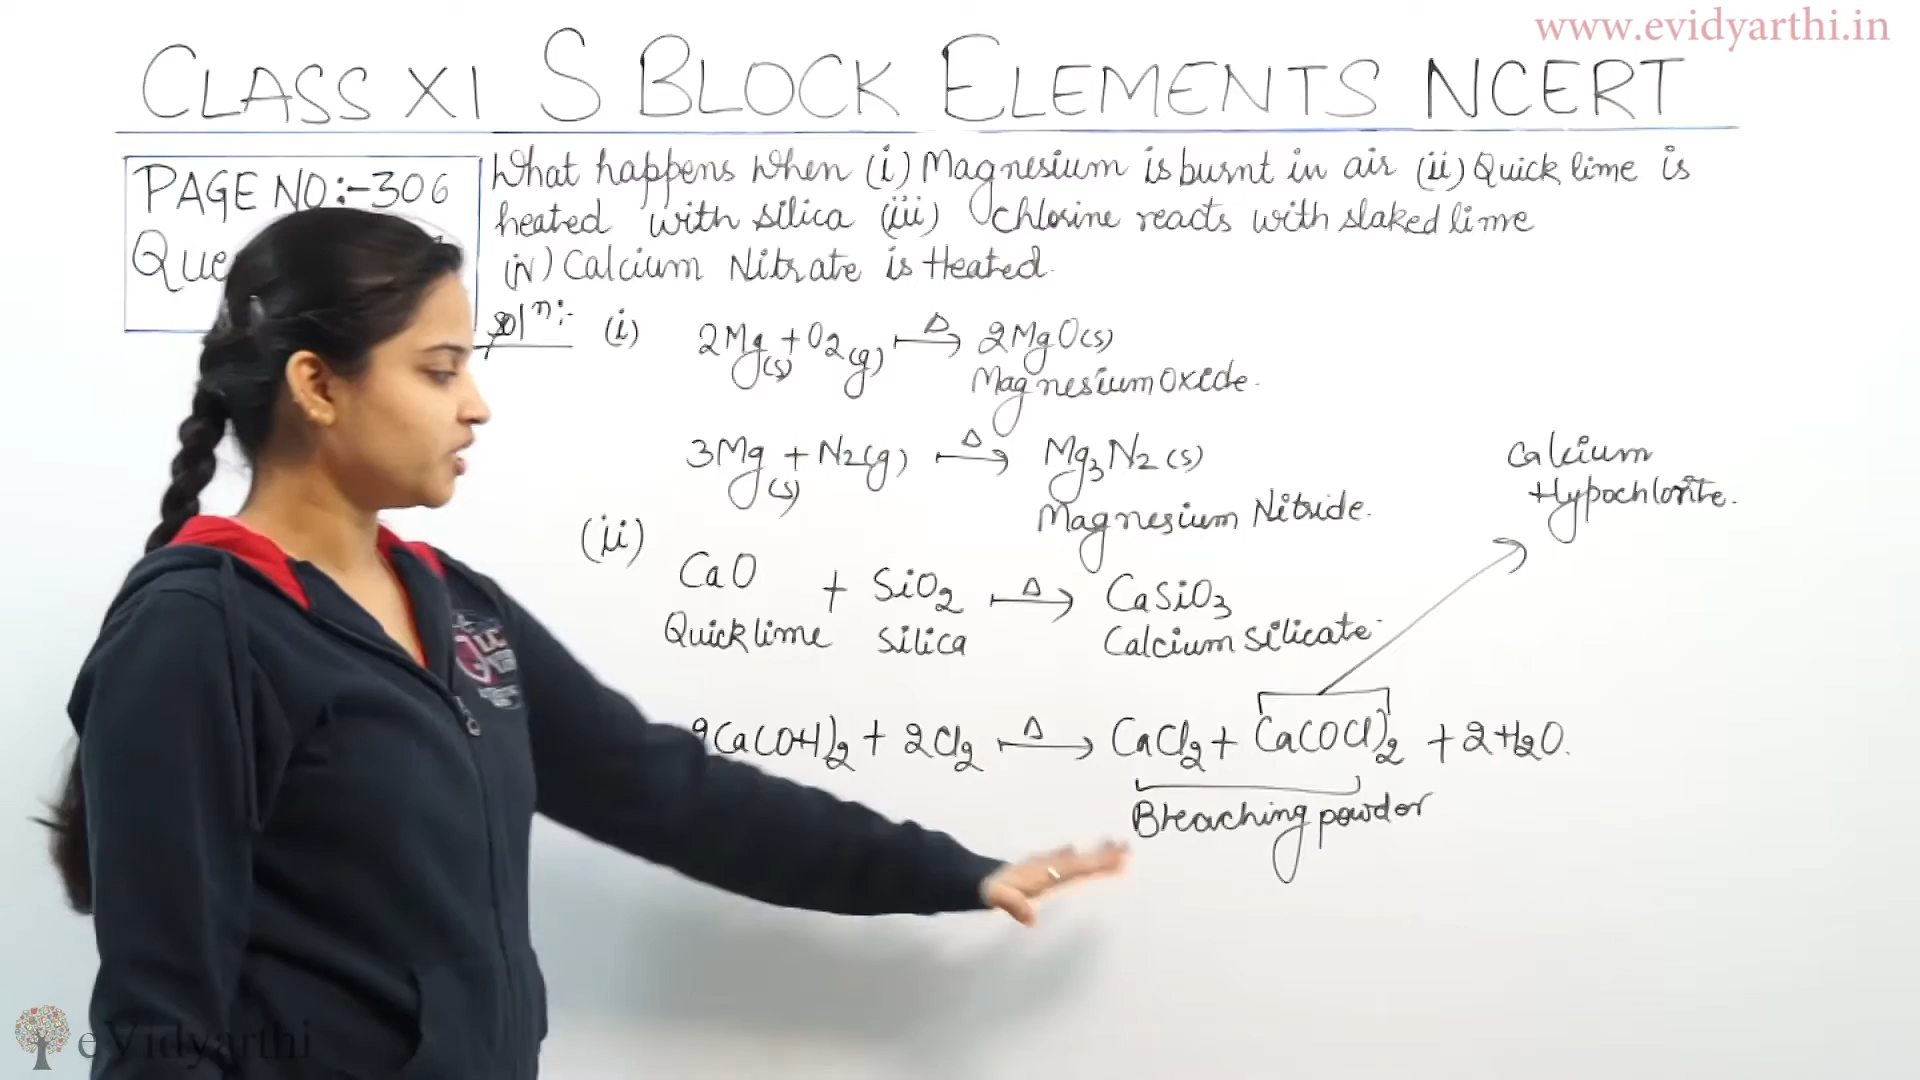 www.evidyarthi.in
CLASS XI S BLOCK ELEMENTS NCERT
PAGE NO:-306
What happens when (i) Magnesium is burnt in air (ii) Quick lime is
heated with silica (iii) Chlorine reacts with slaked lime
(iv) Calcium Nitrate is Heated.
Solⁿ:- (i) 2Mg(s) + O2(g) →Δ 2MgO(s)
Magnesium Oxide.
3Mg(s) + N2(g) →Δ Mg3N2(s)
Magnesium Nitride.
Calcium
Hypochlorite.
(ii) CaO + SiO2 →Δ CaSiO3
Quick lime Silica Calcium Silicate.
2Ca(OH)2 + 2Cl2 →Δ CaCl2 + Ca(OCl)2 + 2H2O.
Bleaching powder
eVidyarthi